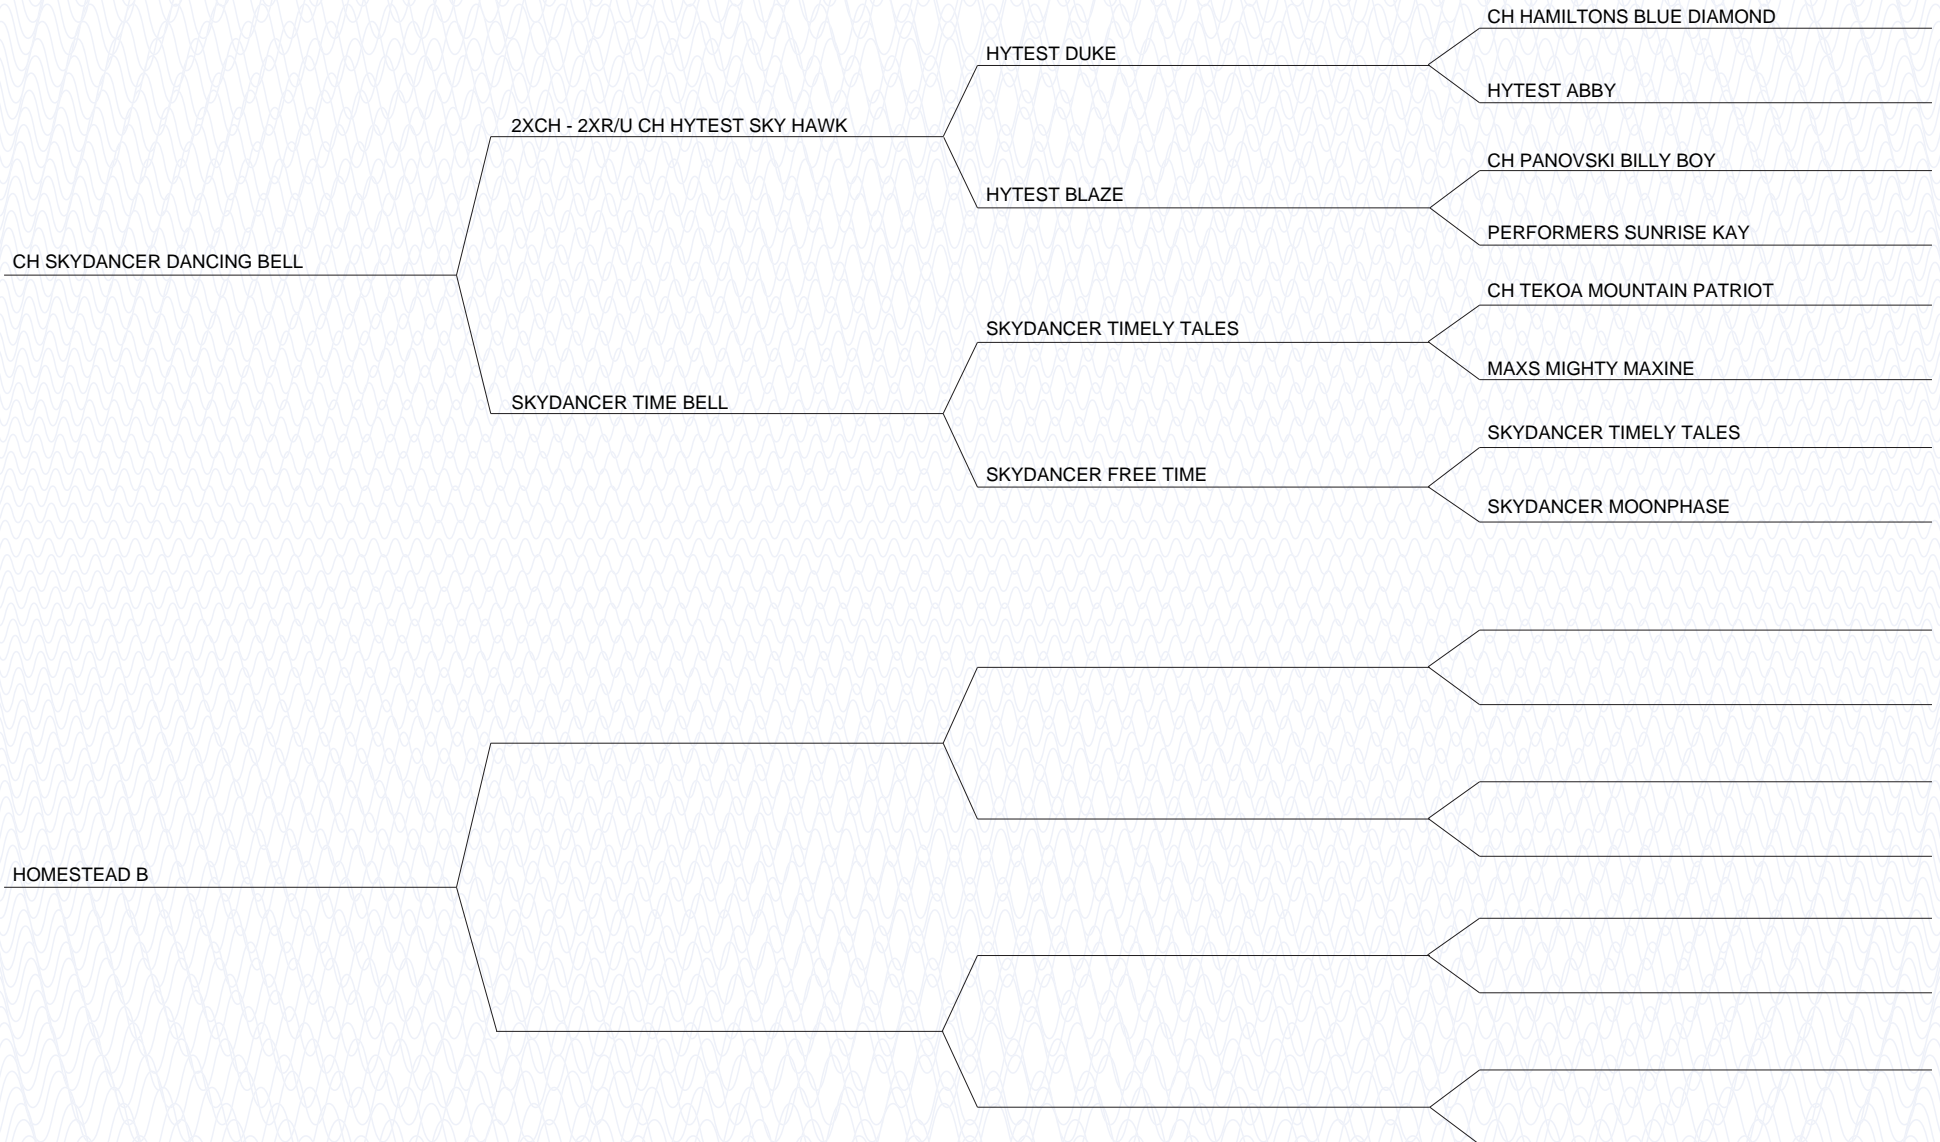 CH HAMILTONS BLUE DIAMOND
HYTEST DUKE
HYTEST ABBY
2XCH - 2XR/U CH HYTEST SKY HAWK
CH PANOVSKI BILLY BOY
HYTEST BLAZE
PERFORMERS SUNRISE KAY
CH SKYDANCER DANCING BELL
CH TEKOA MOUNTAIN PATRIOT
SKYDANCER TIMELY TALES
MAXS MIGHTY MAXINE
SKYDANCER TIME BELL
SKYDANCER TIMELY TALES
SKYDANCER FREE TIME
SKYDANCER MOONPHASE
HOMESTEAD B